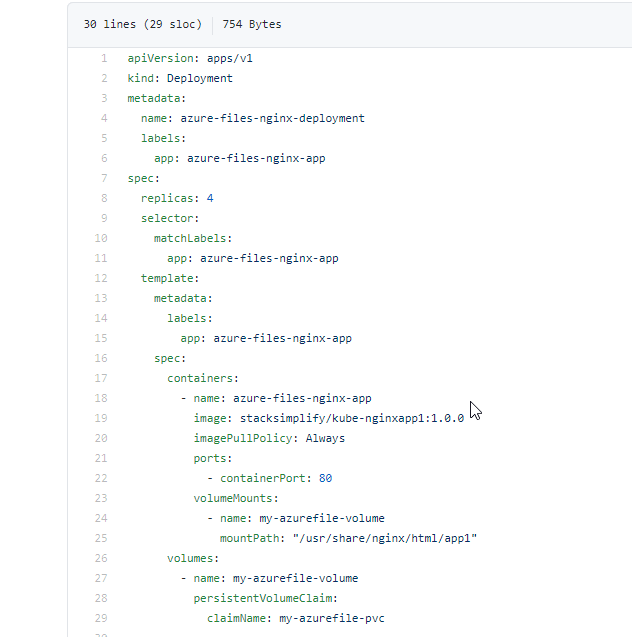 30 lines (29 sloc) 754 Bytes
1 apiVersion: apps/v1
2 kind: Deployment
3 metadata:
4   name: azure-files-nginx-deployment
5   labels:
6     app: azure-files-nginx-app
7 spec:
8   replicas: 4
9   selector:
10     matchLabels:
11       app: azure-files-nginx-app
12   template:
13     metadata:
14       labels:
15         app: azure-files-nginx-app
16     spec:
17       containers:
18         - name: azure-files-nginx-app
19           image: stacksimplify/kube-nginxapp1:1.0.0
20           imagePullPolicy: Always
21           ports:
22             - containerPort: 80
23           volumeMounts:
24             - name: my-azurefile-volume
25               mountPath: "/usr/share/nginx/html/app1"
26       volumes:
27         - name: my-azurefile-volume
28           persistentVolumeClaim:
29             claimName: my-azurefile-pvc